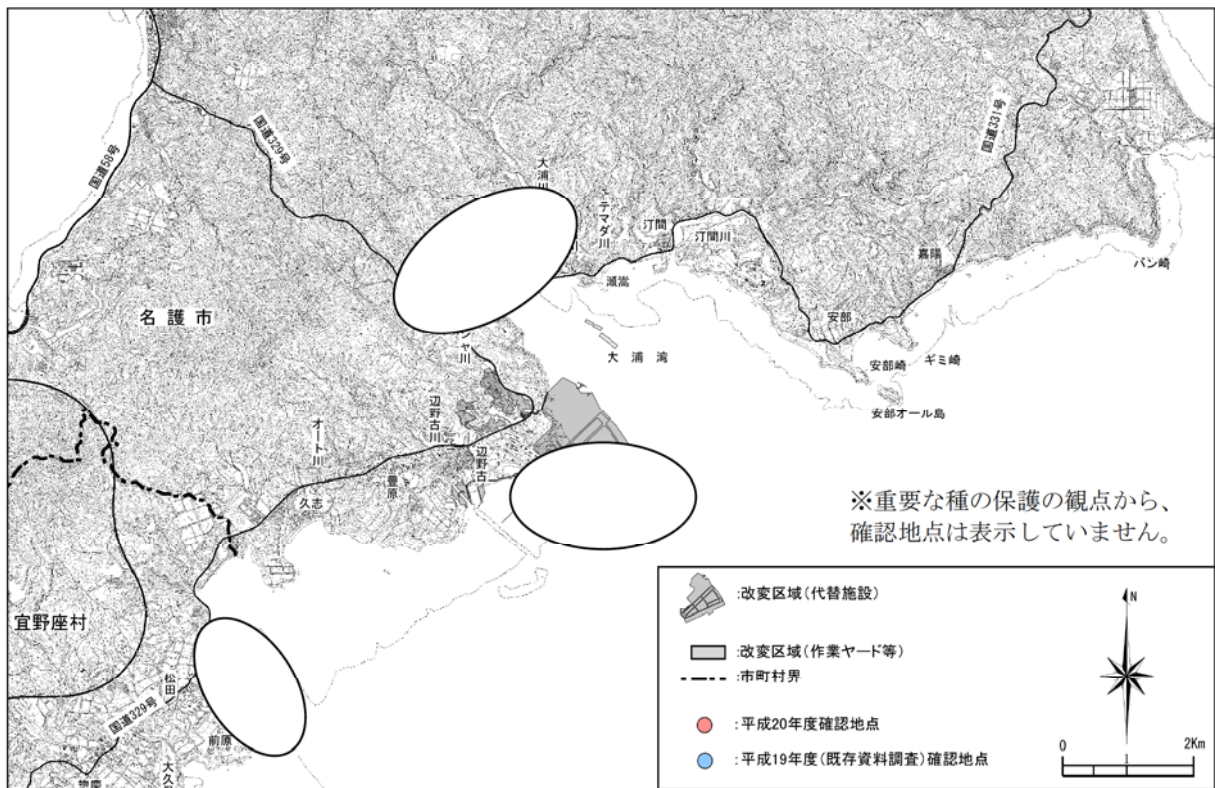 国道58号
国道329号
大浦川
テマダ川
汀間
汀間川
国道331号
嘉陽
バン崎
瀬嵩
名護市
安部
大浦湾
安部崎
ギミ崎
安部オール島
辺野古川
オート川
辺野古
豊原
久志
※重要な種の保護の観点から、
確認地点は表示していません。
宜野座村
松田
国道329号
前原
:改変区域(代替施設)
:改変区域(作業ヤード等)
:市町村界
:平成20年度確認地点
:平成19年度(既存資料調査)確認地点
N
0 1 2Km